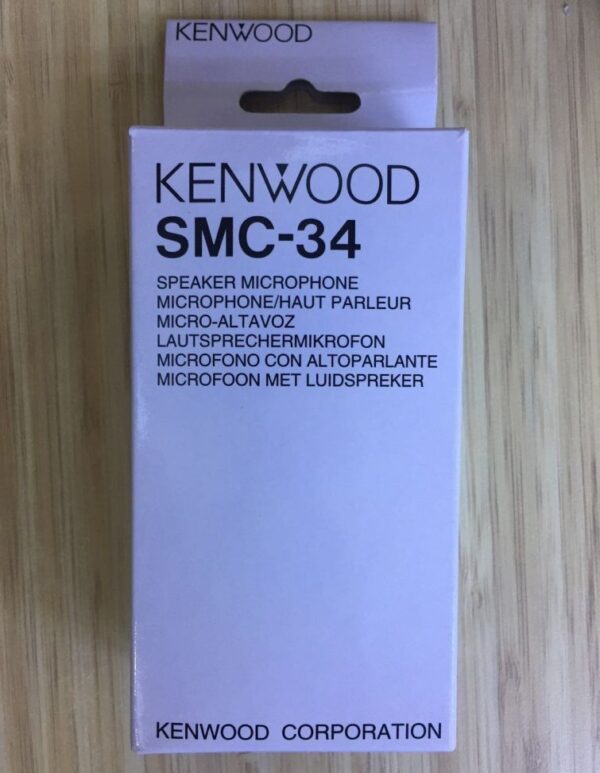 KENWOOD
KENWOOD
SMC-34
SPEAKER MICROPHONE
MICROPHONE/HAUT PARLEUR
MICRO-ALTAVOZ
LAUTSPRECHERMIKROFON
MICROFONO CON ALTOPARLANTE
MICROFOON MET LUIDSPREKER
KENWOOD CORPORATION